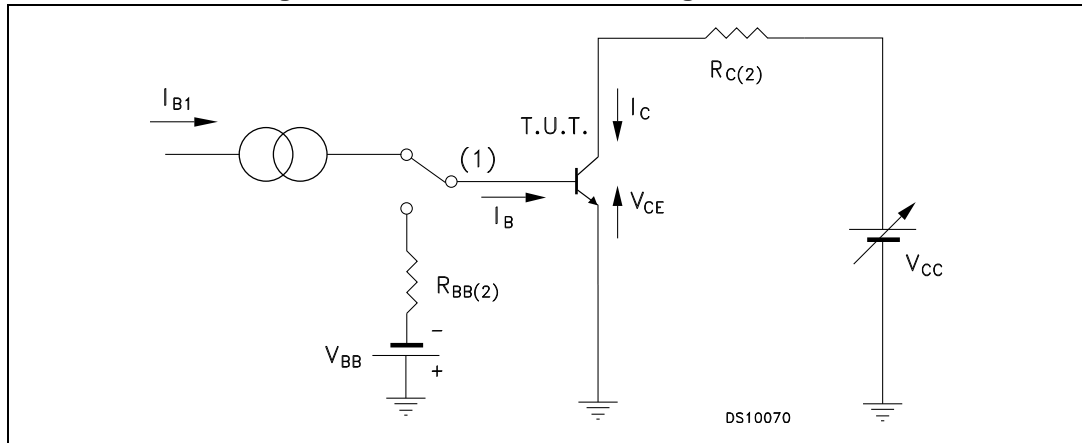 R_C(2)
I_B1
I_C
T.U.T.
(1)
V_CE
I_B
V_CC
R_BB(2)
−
V_BB
+
DS10070